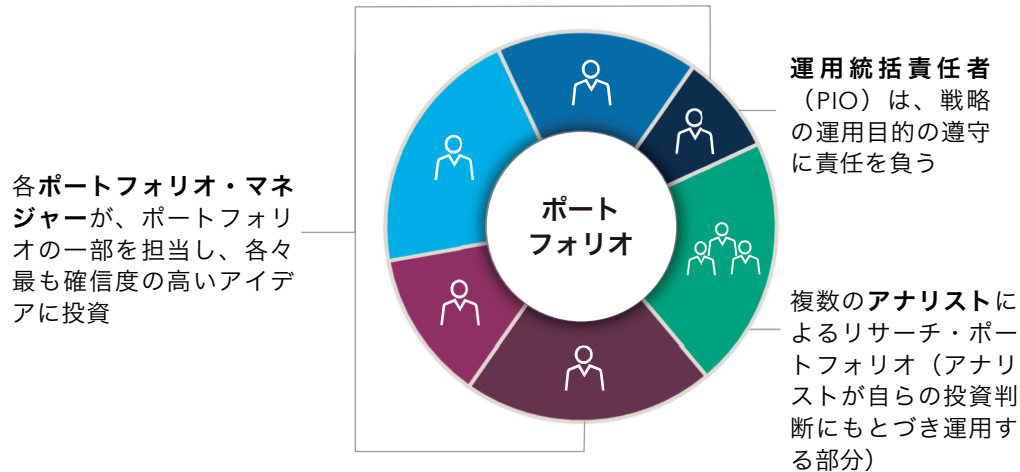 各ポートフォリオ・マネ
ジャーが、ポートフォリ
オの一部を担当し、各々
最も確信度の高いアイデ
アに投資
ポート
フォリオ
運用統括責任者
（PIO）は、戦略
の運用目的の遵守
に責任を負う
複数のアナリストに
よるリサーチ・ポー
トフォリオ（アナリ
ストが自らの投資判
断にもとづき運用す
る部分）